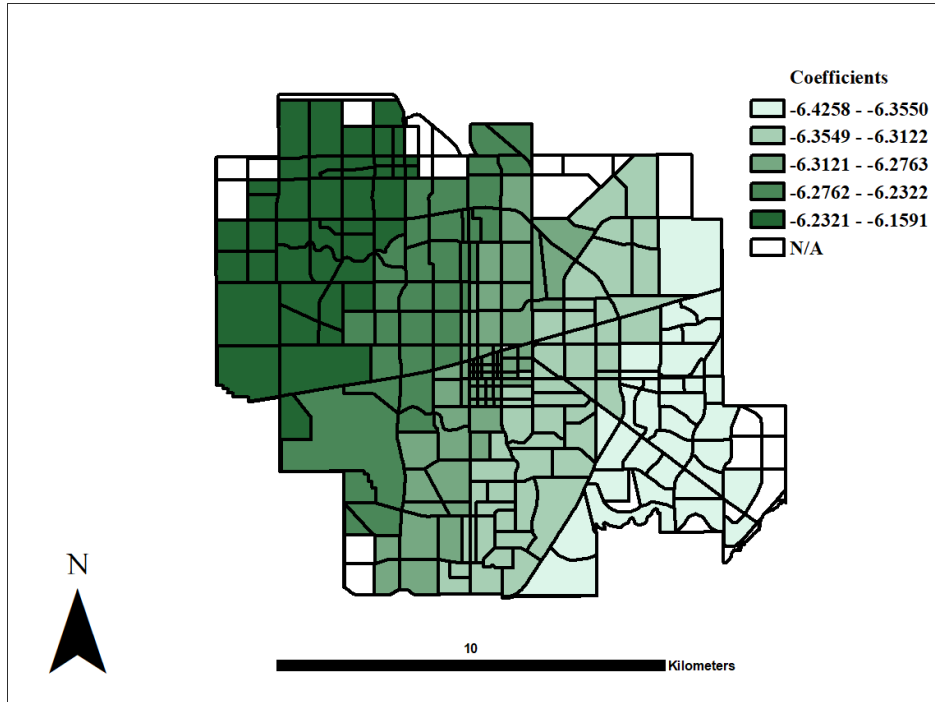 Coefficients
-6.4258 - -6.3550
-6.3549 - -6.3122
-6.3121 - -6.2763
-6.2762 - -6.2322
-6.2321 - -6.1591
N/A
N
10
Kilometers